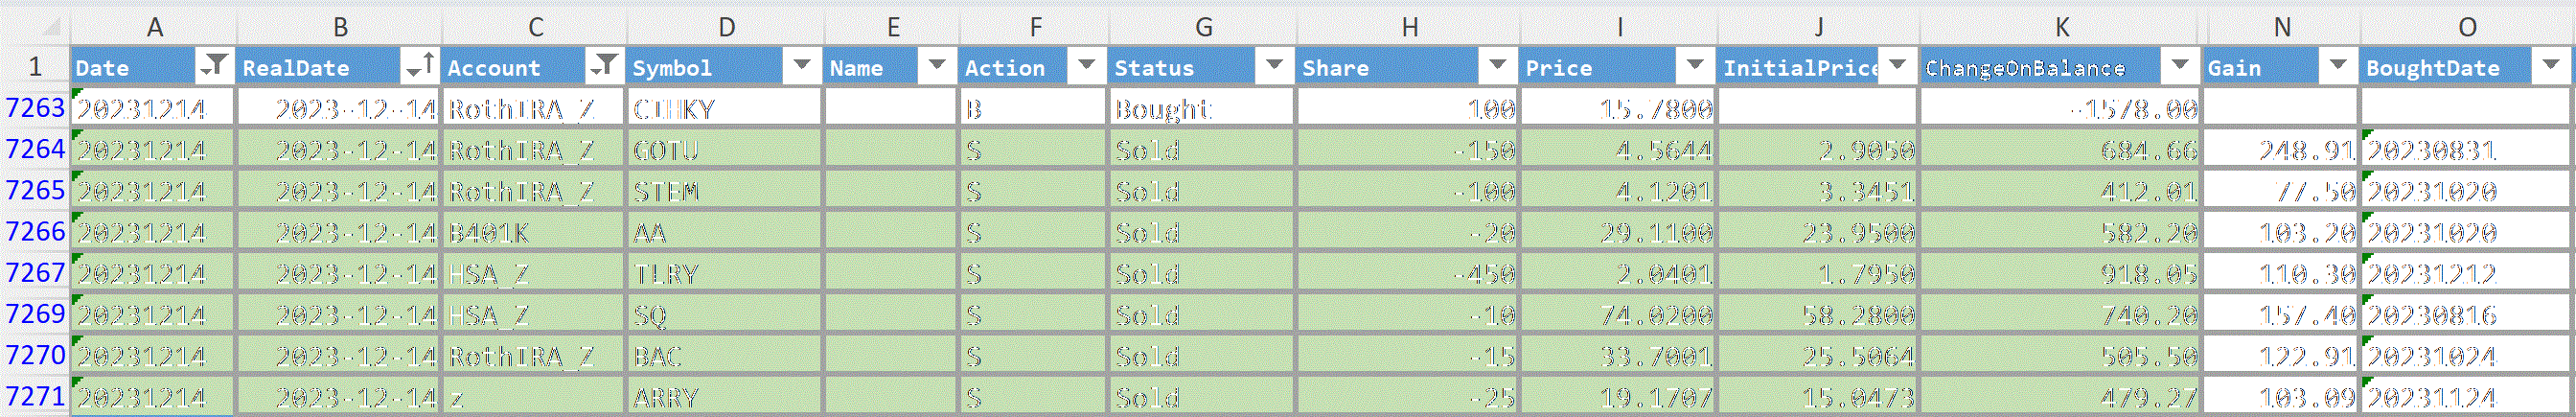 A B C D E F G H I J K N O
1 Date RealDate Account Symbol Name Action Status Share Price InitialPrice ChangeOnBalance Gain BoughtDate
7263 20231214 2023-12-14 RothIRA_Z CIHKY B Bought 100 15.7800 -1578.00
7264 20231214 2023-12-14 RothIRA_Z GOTU S Sold -150 4.5644 2.9050 684.66 248.91 20230831
7265 20231214 2023-12-14 RothIRA_Z STEM S Sold -100 4.1201 3.3451 412.01 77.50 20231020
7266 20231214 2023-12-14 B401K AA S Sold -20 29.1100 23.9500 582.20 103.20 20231020
7267 20231214 2023-12-14 HSA_Z TLRY S Sold -450 2.0401 1.7950 918.05 110.30 20231212
7269 20231214 2023-12-14 HSA_Z SQ S Sold -10 74.0200 58.2800 740.20 157.40 20230816
7270 20231214 2023-12-14 RothIRA_Z BAC S Sold -15 33.7001 25.5064 505.50 122.91 20231024
7271 20231214 2023-12-14 z ARRY S Sold -25 19.1707 15.0473 479.27 103.09 20231124